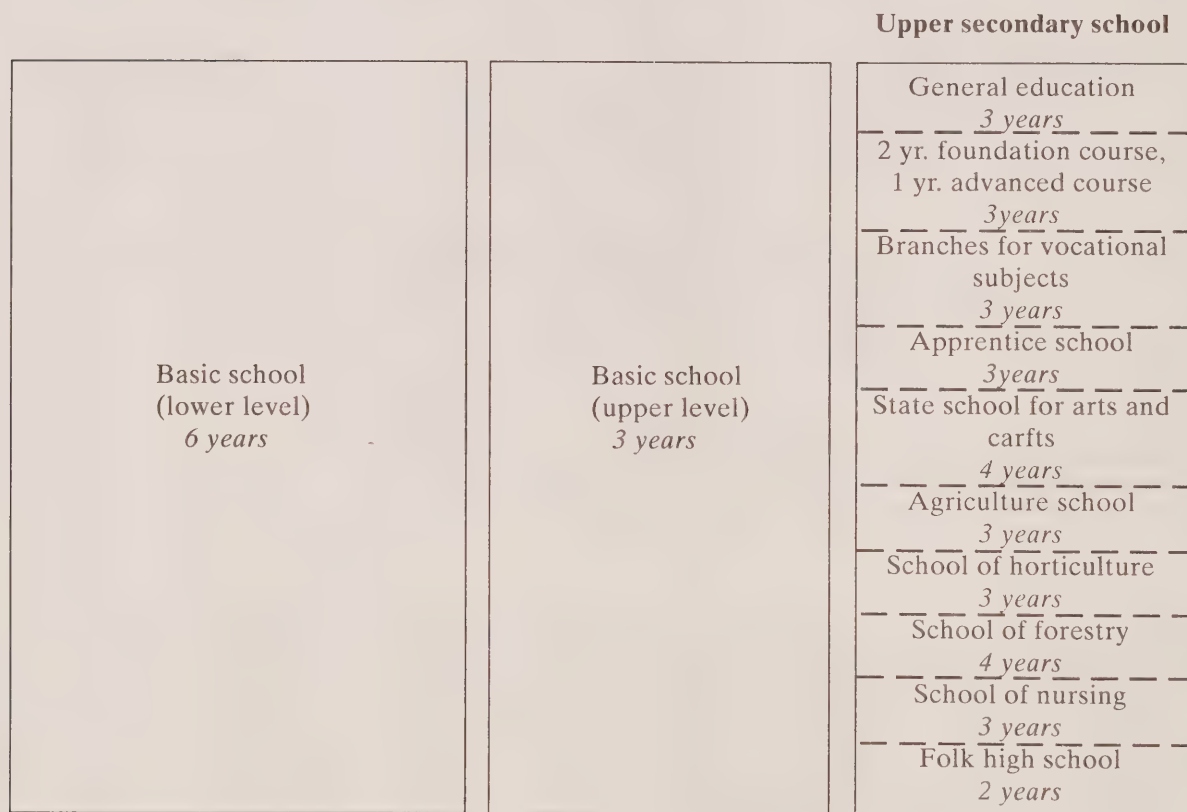 Upper secondary school
Basic school
(lower level)
6 years
Basic school
(upper level)
3 years
General education
3 years
2 yr. foundation course,
1 yr. advanced course
3years
Branches for vocational
subjects
3 years
Apprentice school
3years
State school for arts and
carfts
4 years
Agriculture school
3 years
School of horticulture
3 years
School of forestry
4 years
School of nursing
3 years
Folk high school
2 years